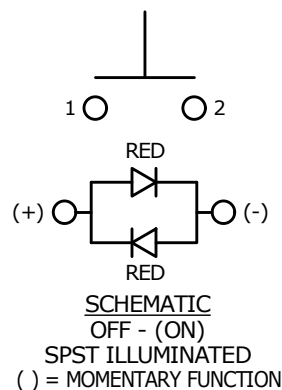 1 2
RED
(+) (-)
RED
SCHEMATIC
OFF - (ON)
SPST ILLUMINATED
( ) = MOMENTARY FUNCTION